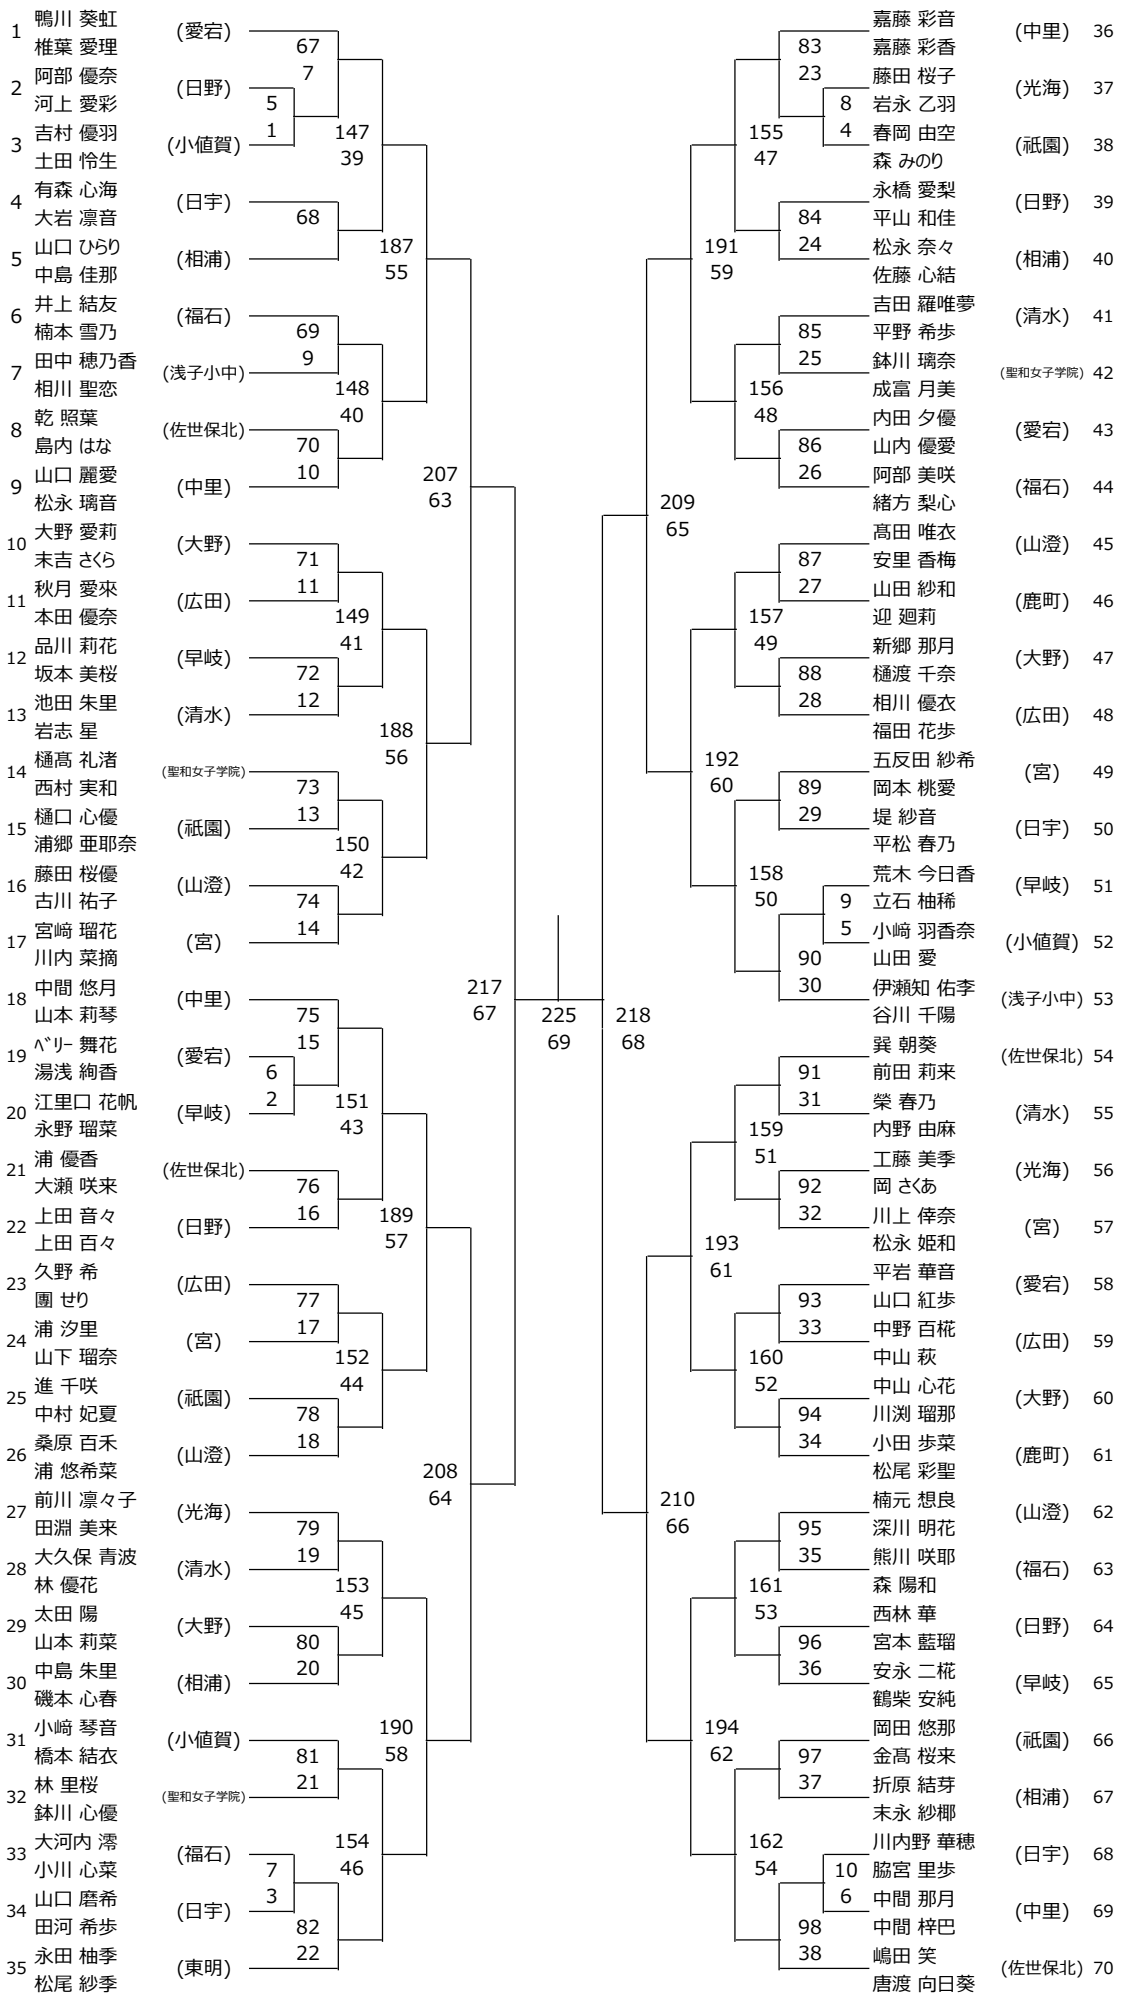 1 鴨川 葵虹 (愛宕)
椎葉 愛理
2 阿部 優奈 (日野)
河上 愛彩
3 吉村 優羽 (小値賀)
土田 怜生
4 有森 心海 (日宇)
大岩 凛音
5 山口 ひらり (相浦)
中島 佳那
6 井上 結友 (福石)
楠本 雪乃
7 田中 穂乃香 (浅子小中)
相川 聖恋
8 乾 照葉 (佐世保北)
島内 はな
9 山口 麗愛 (中里)
松永 璃音
10 大野 愛莉 (大野)
末吉 さくら
11 秋月 愛來 (広田)
本田 優奈
12 品川 莉花 (早岐)
坂本 美桜
13 池田 朱里 (清水)
岩志 星
14 樋髙 礼渚 (聖和女子学院)
西村 実和
15 樋口 心優 (祇園)
浦郷 亜耶奈
16 藤田 桜優 (山澄)
古川 祐子
17 宮﨑 瑠花 (宮)
川内 菜摘
18 中間 悠月 (中里)
山本 莉琴
19 ベリー 舞花 (愛宕)
湯浅 絢香
20 江里口 花帆 (早岐)
永野 瑠菜
21 浦 優香 (佐世保北)
大瀬 咲来
22 上田 音々 (日野)
上田 百々
23 久野 希 (広田)
團 せり
24 浦 汐里 (宮)
山下 瑠奈
25 進 千咲 (祇園)
中村 妃夏
26 桑原 百禾 (山澄)
浦 悠希菜
27 前川 凛々子 (光海)
田淵 美来
28 大久保 青波 (清水)
林 優花
29 太田 陽 (大野)
山本 莉菜
30 中島 朱里 (相浦)
磯本 心春
31 小﨑 琴音 (小値賀)
橋本 結衣
32 林 里桜 (聖和女子学院)
鉢川 心優
33 大河内 澪 (福石)
小川 心菜
34 山口 磨希 (日宇)
田河 希歩
35 永田 柚季 (東明)
松尾 紗季
5
1
6
2
7
3
67
7
68
69
9
70
10
71
11
72
12
73
13
74
14
75
15
76
16
77
17
78
18
79
19
80
20
81
21
82
22
147
39
148
40
149
41
150
42
151
43
152
44
153
45
154
46
187
55
188
56
189
57
190
58
207
63
208
64
217
67
225
69
218
68
209
65
210
66
191
59
192
60
193
61
194
62
155
47
156
48
157
49
158
50
159
51
160
52
161
53
162
54
83
23
84
24
85
25
86
26
87
27
88
28
89
29
90
30
91
31
92
32
93
33
94
34
95
35
96
36
97
37
98
38
8
4
9
5
10
6
嘉藤 彩音 (中里) 36
嘉藤 彩香
藤田 桜子 (光海) 37
岩永 乙羽
春岡 由空 (祇園) 38
森 みのり
永橋 愛梨 (日野) 39
平山 和佳
松永 奈々 (相浦) 40
佐藤 心結
吉田 羅唯夢 (清水) 41
平野 希歩
鉢川 璃奈 (聖和女子学院) 42
成富 月美
内田 夕優 (愛宕) 43
山内 優愛
阿部 美咲 (福石) 44
緒方 梨心
髙田 唯衣 (山澄) 45
安里 香梅
山田 紗和 (鹿町) 46
迎 廻莉
新郷 那月 (大野) 47
樋渡 千奈
相川 優衣 (広田) 48
福田 花歩
五反田 紗希 (宮) 49
岡本 桃愛
堤 紗音 (日宇) 50
平松 春乃
荒木 今日香 (早岐) 51
立石 柚稀
小﨑 羽香奈 (小値賀) 52
山田 愛
伊瀬知 佑李 (浅子小中) 53
谷川 千陽
巽 朝葵 (佐世保北) 54
前田 莉来
榮 春乃 (清水) 55
内野 由麻
工藤 美季 (光海) 56
岡 さくあ
川上 倖奈 (宮) 57
松永 姫和
平岩 華音 (愛宕) 58
山口 紅歩
中野 百椛 (広田) 59
中山 萩
中山 心花 (大野) 60
川渕 瑠那
小田 歩菜 (鹿町) 61
松尾 彩聖
楠元 想良 (山澄) 62
深川 明花
熊川 咲耶 (福石) 63
森 陽和
西林 華 (日野) 64
宮本 藍瑠
安永 二椛 (早岐) 65
鶴柴 安純
岡田 悠那 (祇園) 66
金髙 桜来
折原 結芽 (相浦) 67
末永 紗椰
川内野 華穂 (日宇) 68
脇宮 里歩
中間 那月 (中里) 69
中間 梓巴
嶋田 笑 (佐世保北) 70
唐渡 向日葵